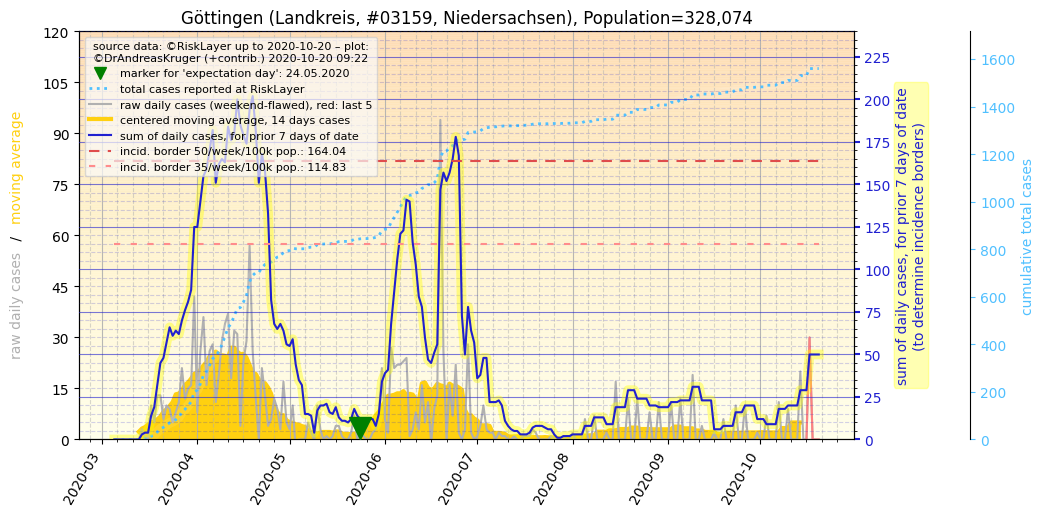 Göttingen (Landkreis, #03159, Niedersachsen), Population=328,074
source data: ©RiskLayer up to 2020-10-20 – plot:
©DrAndreasKruger (+contrib.) 2020-10-20 09:22
marker for 'expectation day': 24.05.2020
total cases reported at RiskLayer
raw daily cases (weekend-flawed), red: last 5
centered moving average, 14 days cases
sum of daily cases, for prior 7 days of date
incid. border 50/week/100k pop.: 164.04
incid. border 35/week/100k pop.: 114.83
raw daily cases / moving average
120
105
90
75
60
45
30
15
0
2020-03
2020-04
2020-05
2020-06
2020-07
2020-08
2020-09
2020-10
225
200
175
150
125
100
75
50
25
0
sum of daily cases, for prior 7 days of date
(to determine incidence borders)
1600
1400
1200
1000
800
600
400
200
0
cumulative total cases